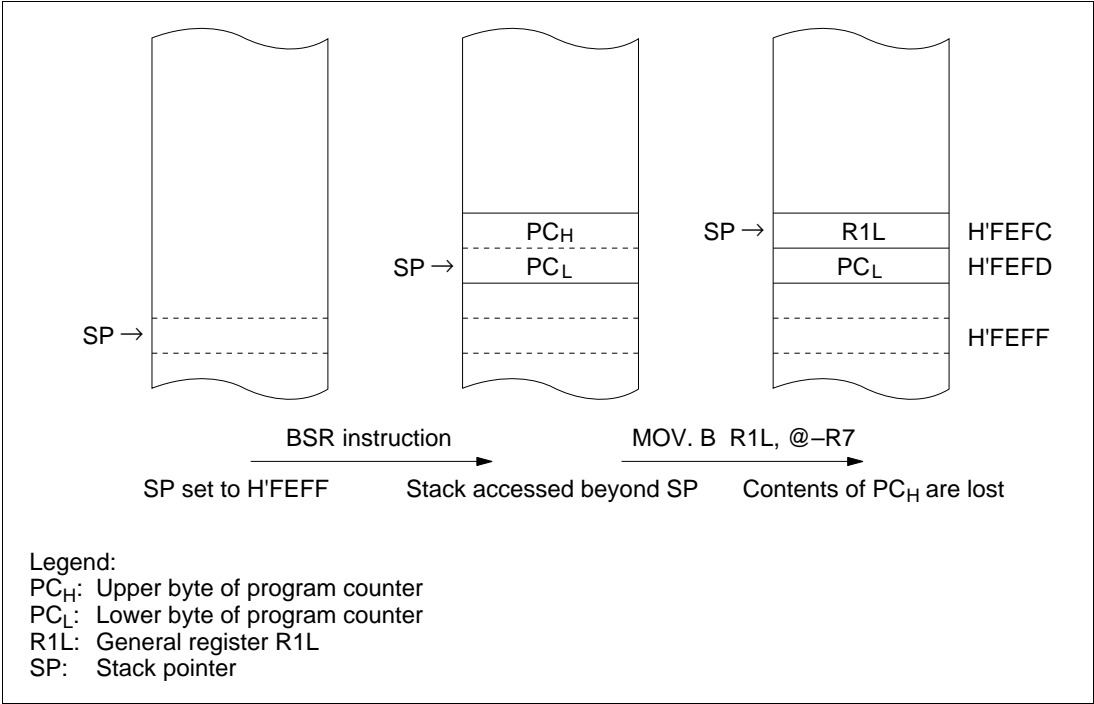 PCH
SP → R1L H'FEFC
SP → PCL
PCL H'FEFD
SP → H'FEFF
BSR instruction
MOV. B R1L, @–R7
SP set to H'FEFF
Stack accessed beyond SP
Contents of PCH are lost
Legend:
PCH: Upper byte of program counter
PCL: Lower byte of program counter
R1L: General register R1L
SP: Stack pointer